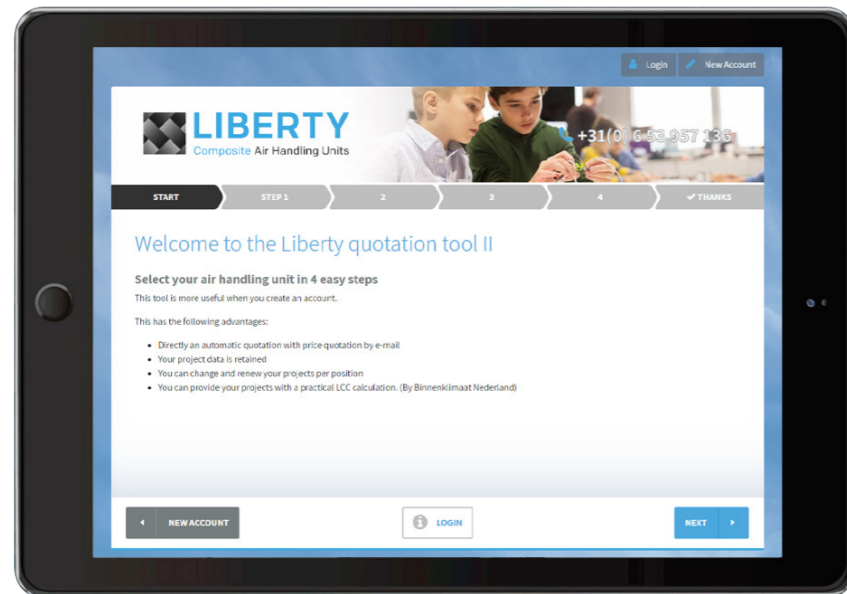 Login New Account
LIBERTY
Composite Air Handling Units
+31(0) 6 53 957 136
START STEP 1 2 3 4 THANKS
Welcome to the Liberty quotation tool II
Select your air handling unit in 4 easy steps
This tool is more useful when you create an account.
This has the following advantages:
Directly an automatic quotation with price quotation by e-mail
Your project data is retained
You can change and renew your projects per position
You can provide your projects with a practical LCC calculation. (By Binnenklimaat Nederland)
NEW ACCOUNT LOGIN NEXT